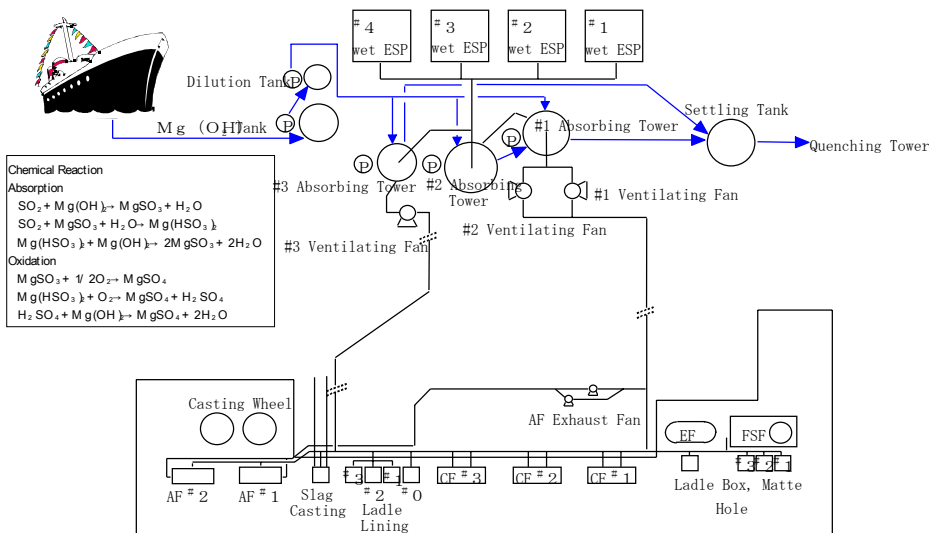 #4
wet ESP
#3
wet ESP
#2
wet ESP
#1
wet ESP
Dilution Tank
P
P
Mg(OH)2 Tank
Settling Tank
#1 Absorbing Tower
P
Quenching Tower
P
P
#3 Absorbing Tower
#2 Absorbing
Tower
#1 Ventilating Fan
#2 Ventilating Fan
#3 Ventilating Fan
Chemical Reaction
Absorption
SO2 + Mg(OH)2→ MgSO3 + H2O
SO2 + MgSO3 + H2O→ Mg(HSO3)2
Mg(HSO3)2 + Mg(OH)2→ 2MgSO3 + 2H2O
Oxidation
MgSO3 + 1/2O2→ MgSO4
Mg(HSO3)2 + O2→ MgSO4 + H2SO4
H2SO4 + Mg(OH)2→ MgSO4 + 2H2O
Casting Wheel
AF Exhaust Fan
EF
FSF
AF #2
AF #1
Slag
Casting
#3
#2
#1
#0
Ladle
Lining
CF #3
CF #2
CF #1
#3
#2
#1
Ladle Box, Matte
Hole